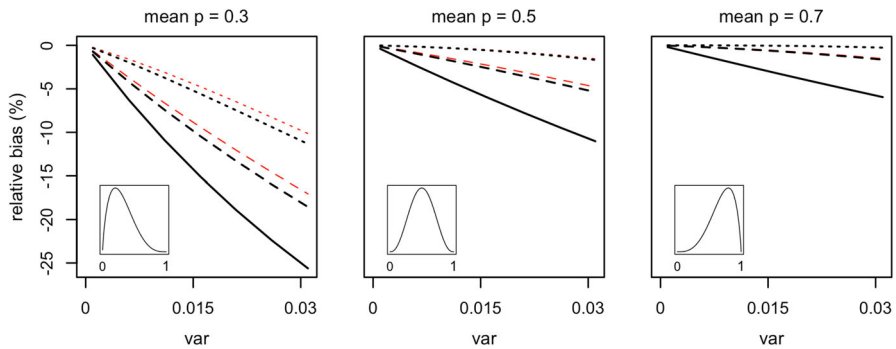 mean p = 0.3
mean p = 0.5
mean p = 0.7
relative bias (%)
0
-5
-10
-15
-20
-25
0 1
0 1
0 1
0 0.015 0.03
0 0.015 0.03
0 0.015 0.03
var
var
var